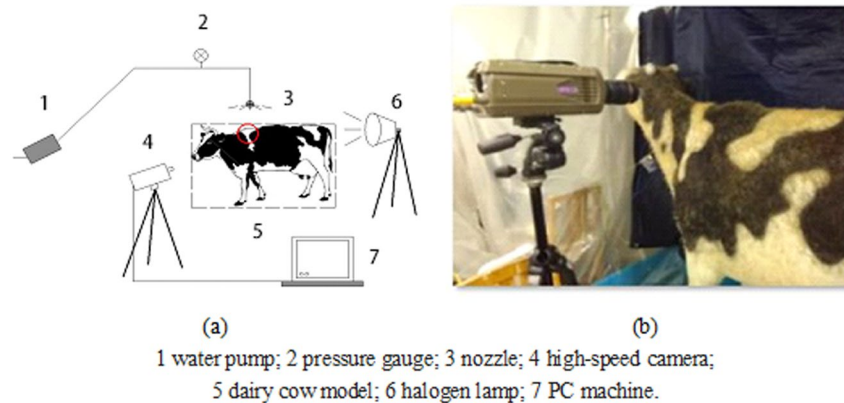 2
1
3
6
4
5
7
(a)
(b)
1 water pump; 2 pressure gauge; 3 nozzle; 4 high-speed camera;
5 dairy cow model; 6 halogen lamp; 7 PC machine.